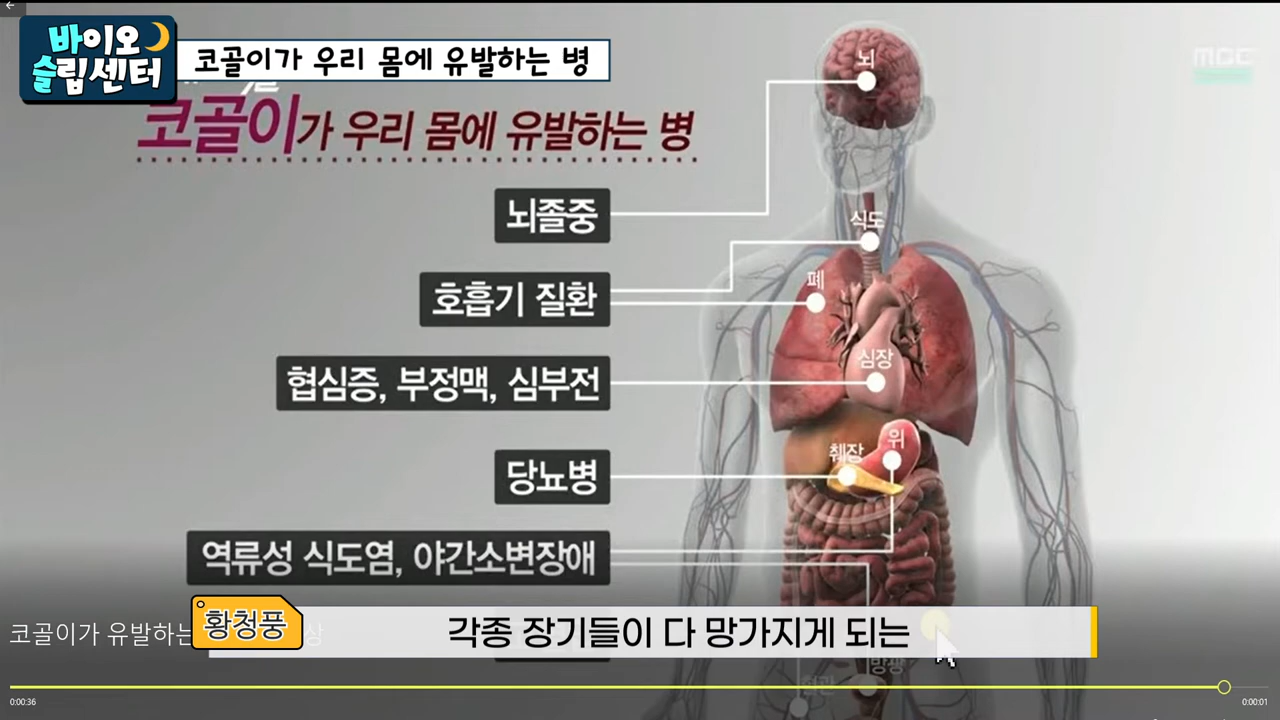 바이오
슬립센터
코골이가 우리 몸에 유발하는 병
MBC
코골이가 우리 몸에 유발하는 병
뇌
뇌졸중
식도
호흡기 질환
폐
심장
협심증, 부정맥, 심부전
위
췌장
당뇨병
역류성 식도염, 야간소변장애
황청풍
코골이가 유발하는
상
각종 장기들이 다 망가지게 되는
혈관
방광
0:00:36
0:00:01